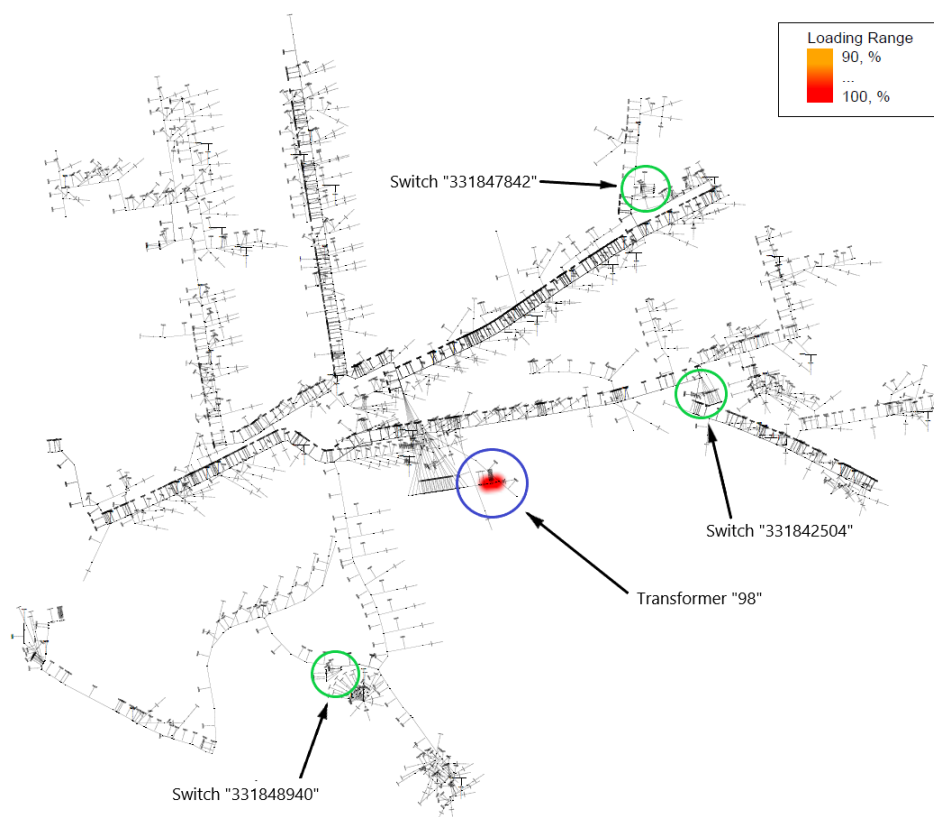 Loading Range
90, %
...
100, %
Switch "331847842"
Switch "331842504"
Transformer "98"
Switch "331848940"